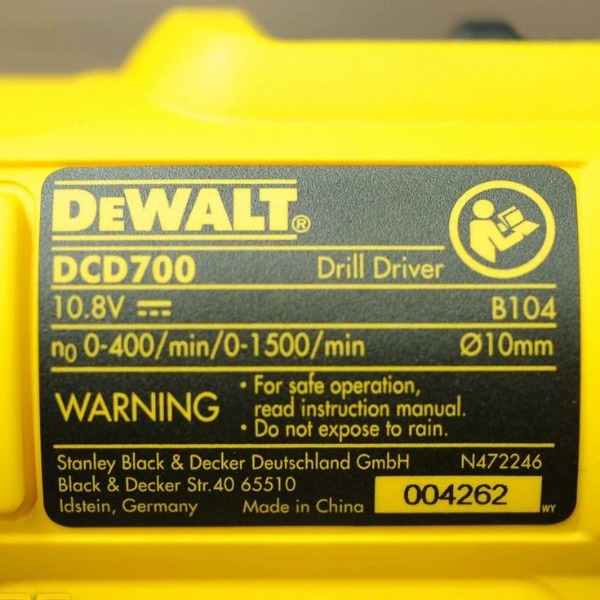 DEWALT®
DCD700 Drill Driver
10.8V B104
n0 0-400/min/0-1500/min Ø10mm
WARNING
• For safe operation,
read instruction manual.
• Do not expose to rain.
Stanley Black & Decker Deutschland GmbH N472246
Black & Decker Str.40 65510
Idstein, Germany Made in China 004262 WY